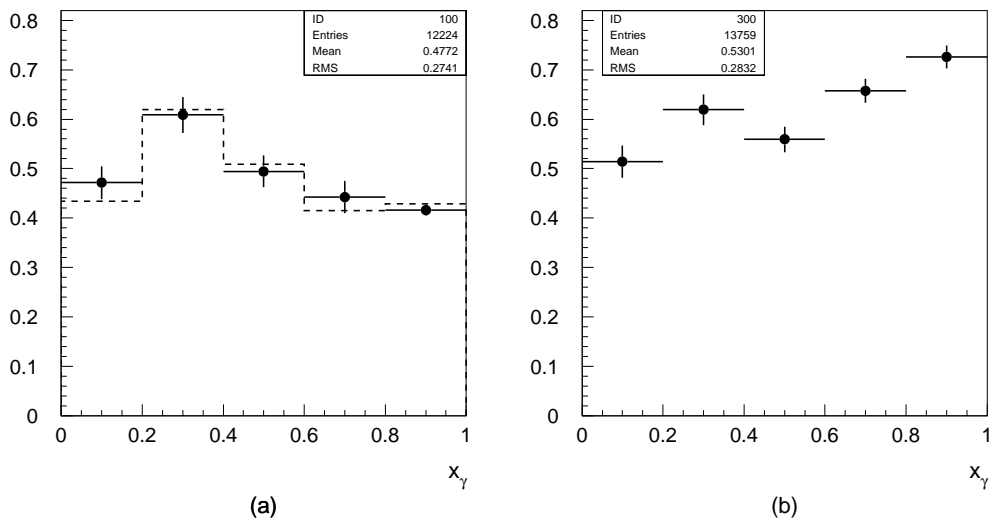 ID 100
Entries 12224
Mean 0.4772
RMS 0.2741
0.8
0.7
0.6
0.5
0.4
0.3
0.2
0.1
0
0 0.2 0.4 0.6 0.8 1
xγ
(a)
ID 300
Entries 13759
Mean 0.5301
RMS 0.2832
0.8
0.7
0.6
0.5
0.4
0.3
0.2
0.1
0
0 0.2 0.4 0.6 0.8 1
xγ
(b)